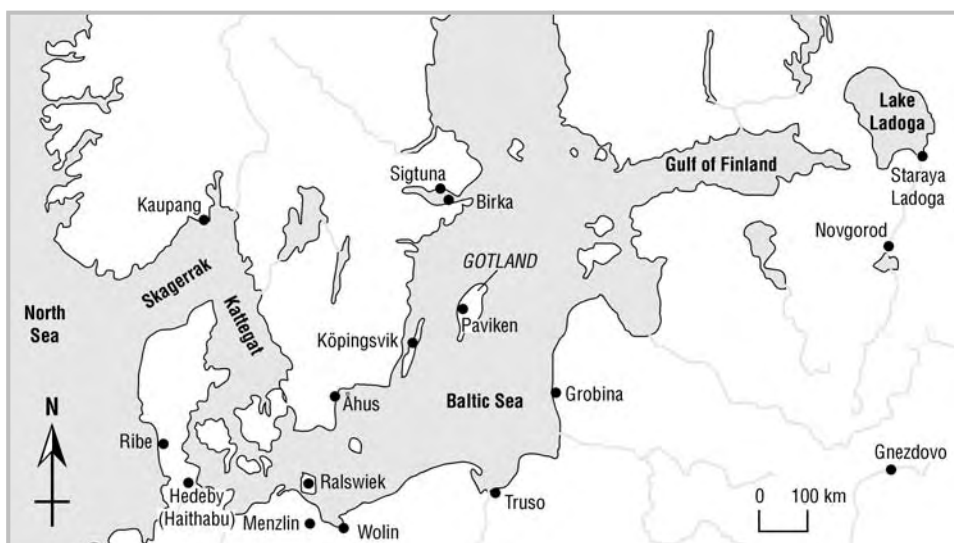 Lake
Ladoga
Gulf of Finland
Staraya
Ladoga
Sigtuna
Birka
Kaupang
Novgorod
GOTLAND
Skagerrak
North
Sea
Kattegat
Paviken
Köpingsvik
Baltic Sea
Grobina
Åhus
N
Ribe
Gnezdovo
Hedeby
(Haithabu)
Ralswiek
Truso
0 100 km
Menzlin
Wolin